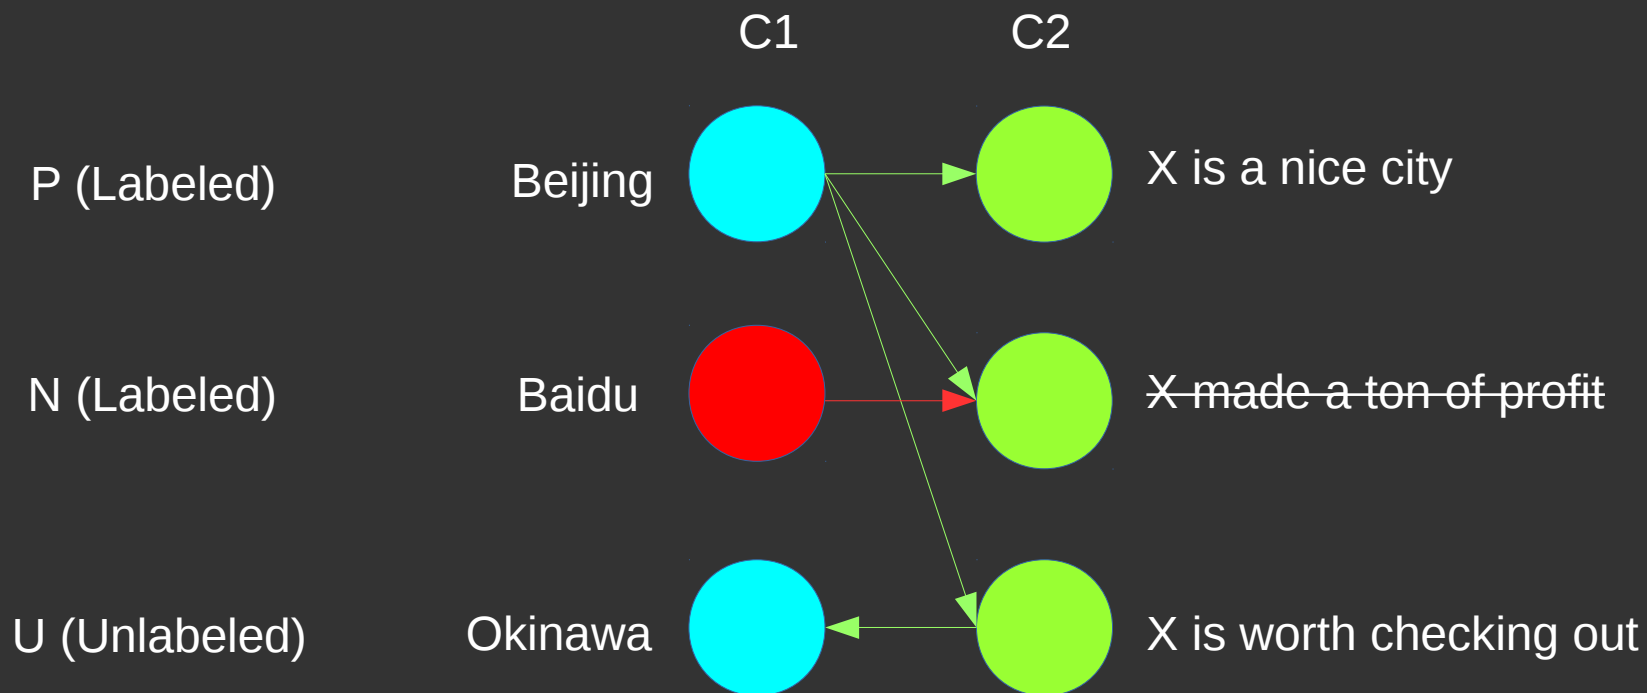 C1 C2
P (Labeled) Beijing X is a nice city
N (Labeled) Baidu X made a ton of profit
U (Unlabeled) Okinawa X is worth checking out